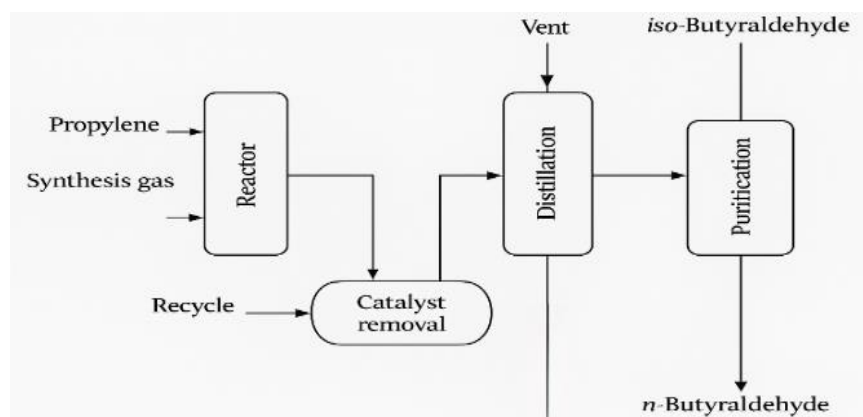 Vent
iso-Butyraldehyde
Propylene
Synthesis gas
Reactor
Distillation
Purification
Recycle
Catalyst
removal
n-Butyraldehyde